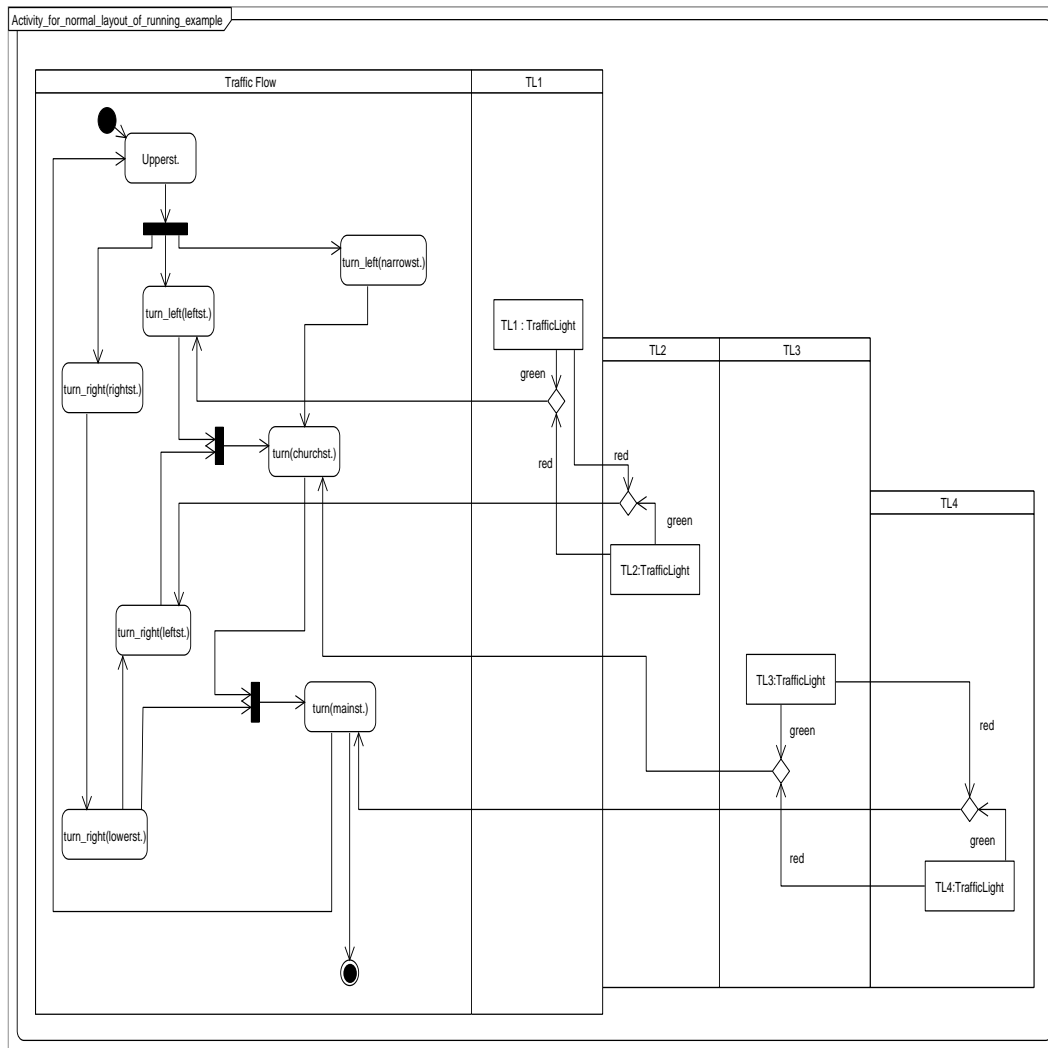 Activity_for_normal_layout_of_running_example
Traffic Flow
TL1
Upperst.
turn_left(narrowst.)
turn_left(leftst.)
TL1 : TrafficLight
TL2
TL3
green
turn_right(rightst.)
turn(churchst.)
red
red
TL4
green
TL2:TrafficLight
turn_right(leftst.)
TL3:TrafficLight
turn(mainst.)
green
red
turn_right(lowerst.)
green
red
TL4:TrafficLight